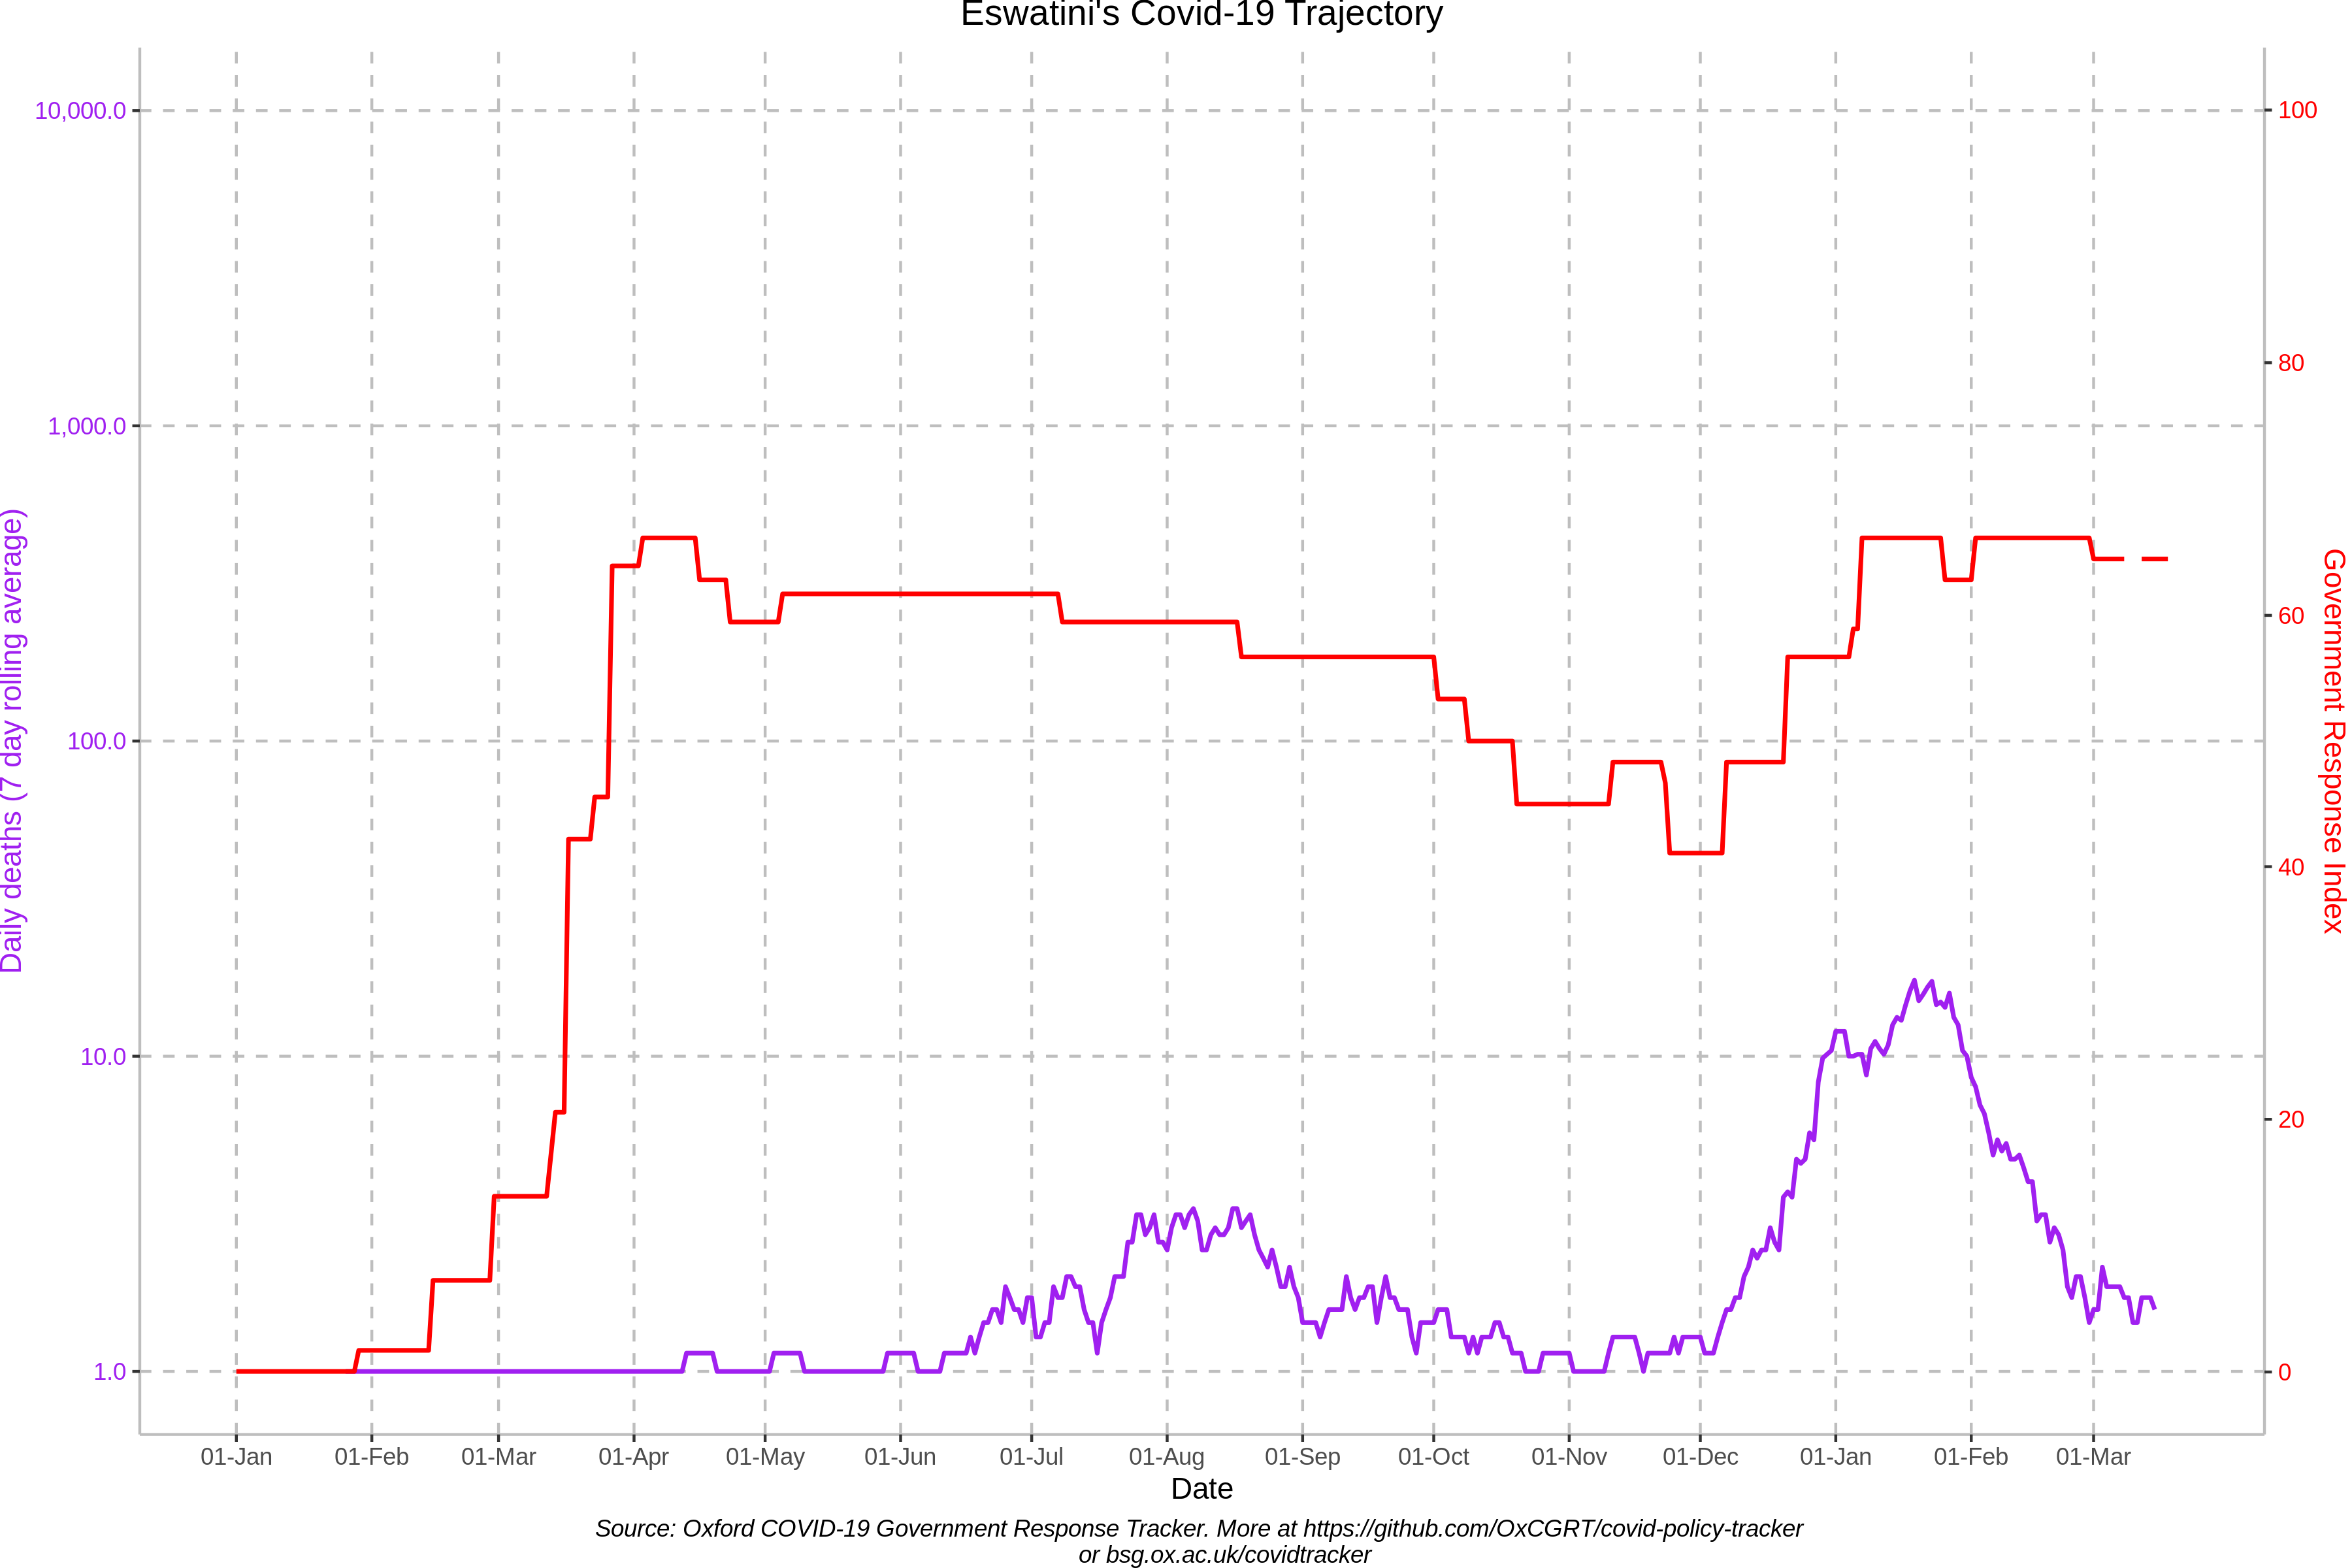 Eswatini's Covid-19 Trajectory
Daily deaths (7 day rolling average)
10,000.0
1,000.0
100.0
10.0
1.0
100
80
60
40
20
0
Government Response Index
01-Jan 01-Feb 01-Mar 01-Apr 01-May 01-Jun 01-Jul 01-Aug 01-Sep 01-Oct 01-Nov 01-Dec 01-Jan 01-Feb 01-Mar
Date
Source: Oxford COVID-19 Government Response Tracker. More at https://github.com/OxCGRT/covid-policy-tracker
or bsg.ox.ac.uk/covidtracker